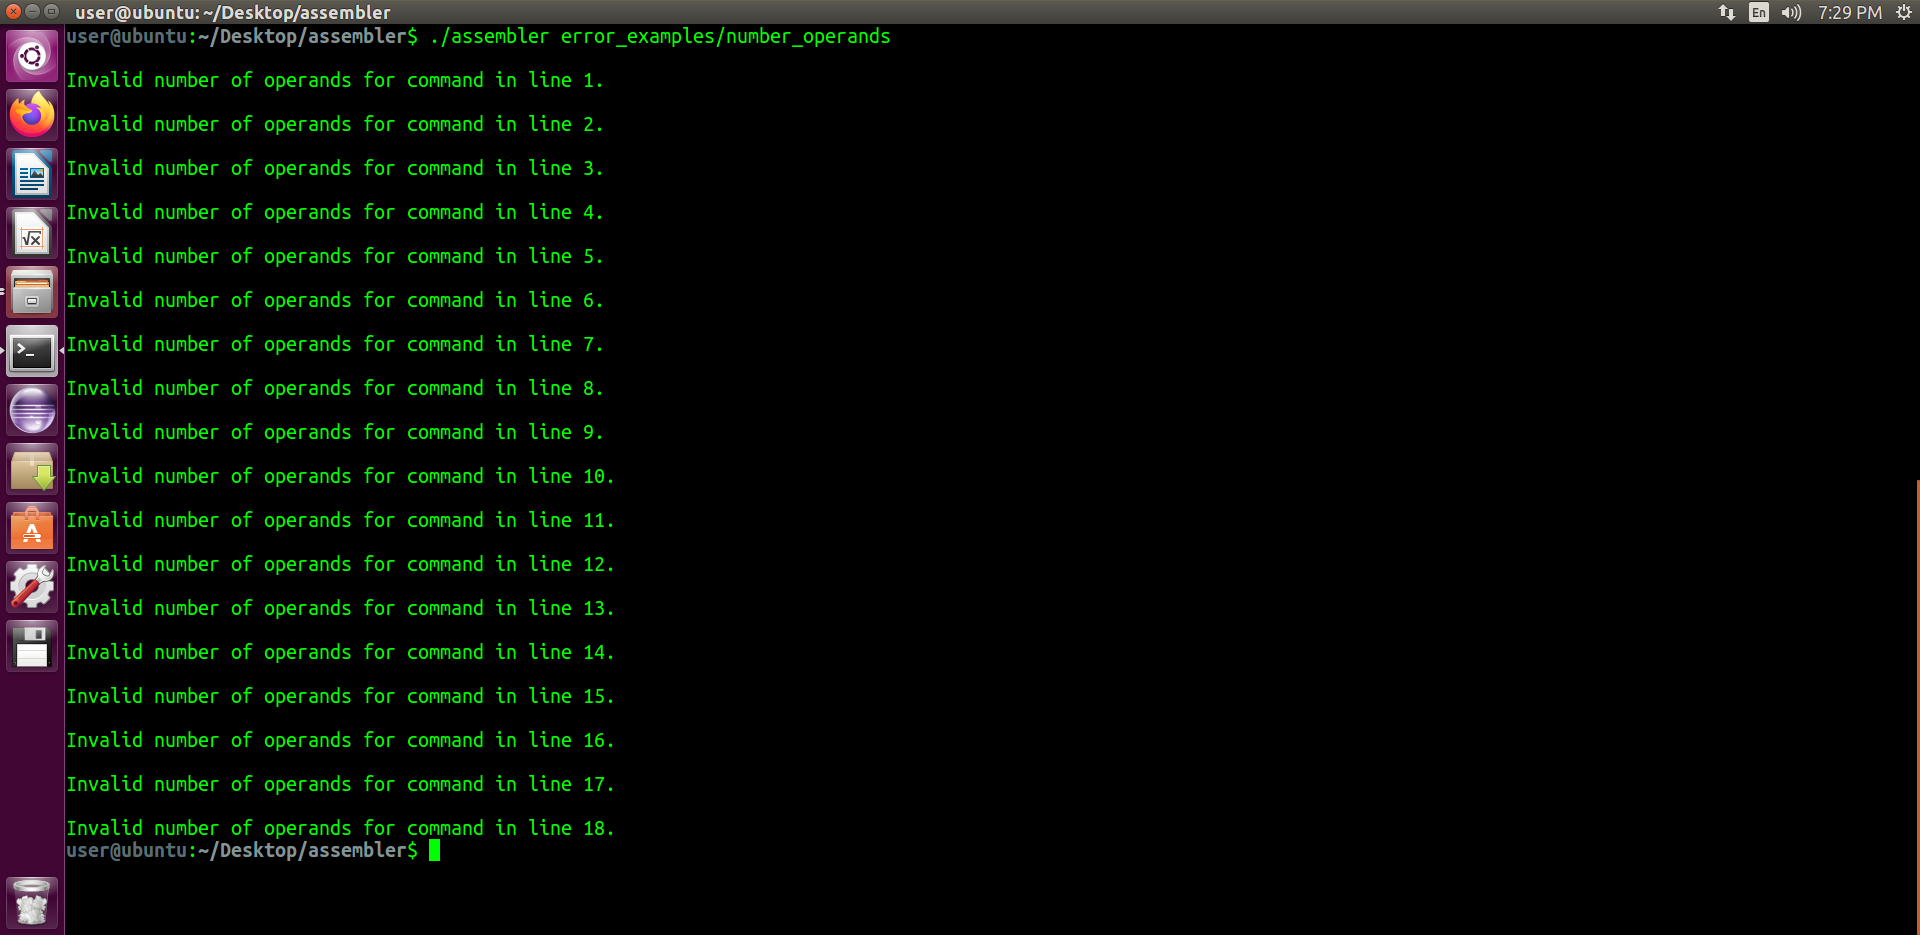 user@ubuntu: ~/Desktop/assembler
En
7:29 PM
user@ubuntu:~/Desktop/assembler$ ./assembler error_examples/number_operands
Invalid number of operands for command in line 1.
Invalid number of operands for command in line 2.
Invalid number of operands for command in line 3.
Invalid number of operands for command in line 4.
Invalid number of operands for command in line 5.
Invalid number of operands for command in line 6.
Invalid number of operands for command in line 7.
Invalid number of operands for command in line 8.
Invalid number of operands for command in line 9.
Invalid number of operands for command in line 10.
Invalid number of operands for command in line 11.
Invalid number of operands for command in line 12.
Invalid number of operands for command in line 13.
Invalid number of operands for command in line 14.
Invalid number of operands for command in line 15.
Invalid number of operands for command in line 16.
Invalid number of operands for command in line 17.
Invalid number of operands for command in line 18.
user@ubuntu:~/Desktop/assembler$